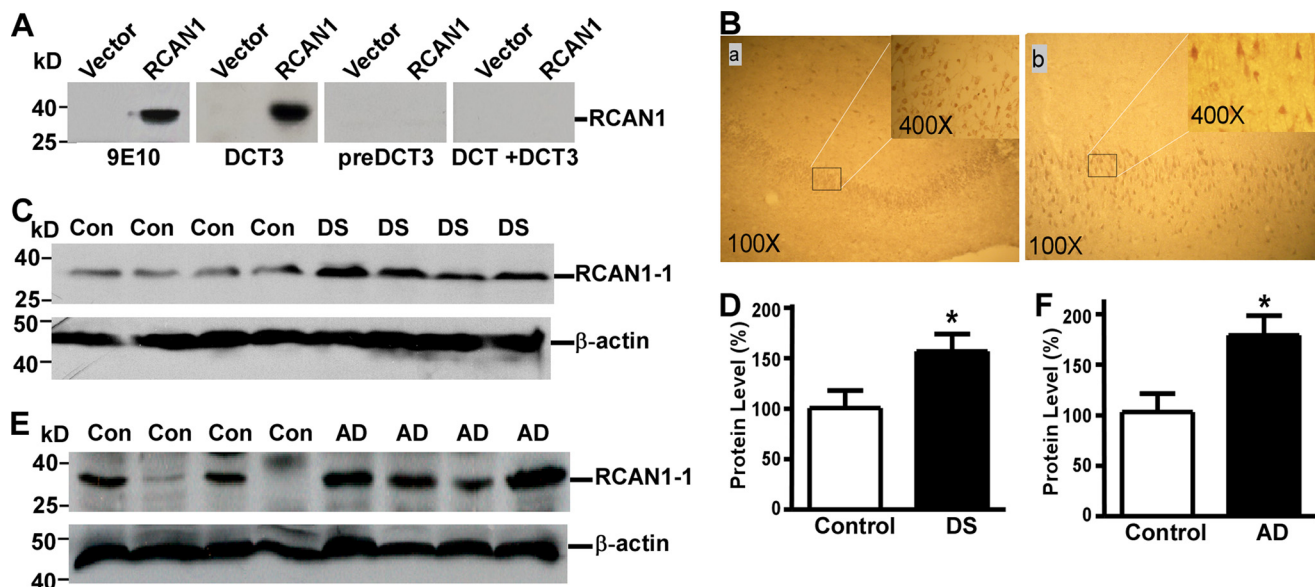 A
kD
Vector
RCAN1
Vector
RCAN1
Vector
RCAN1
Vector
RCAN1
40
25
RCAN1
9E10
DCT3
preDCT3
DCT +DCT3
B
a
400X
100X
b
400X
100X
C
kD
Con Con Con Con DS DS DS DS
40
25
RCAN1-1
50
40
β-actin
D
Protein Level (%)
200
150
100
50
0
Control
DS
*
E
kD
Con Con Con Con AD AD AD AD
40
25
RCAN1-1
50
40
β-actin
F
Protein Level (%)
200
150
100
50
0
Control
AD
*